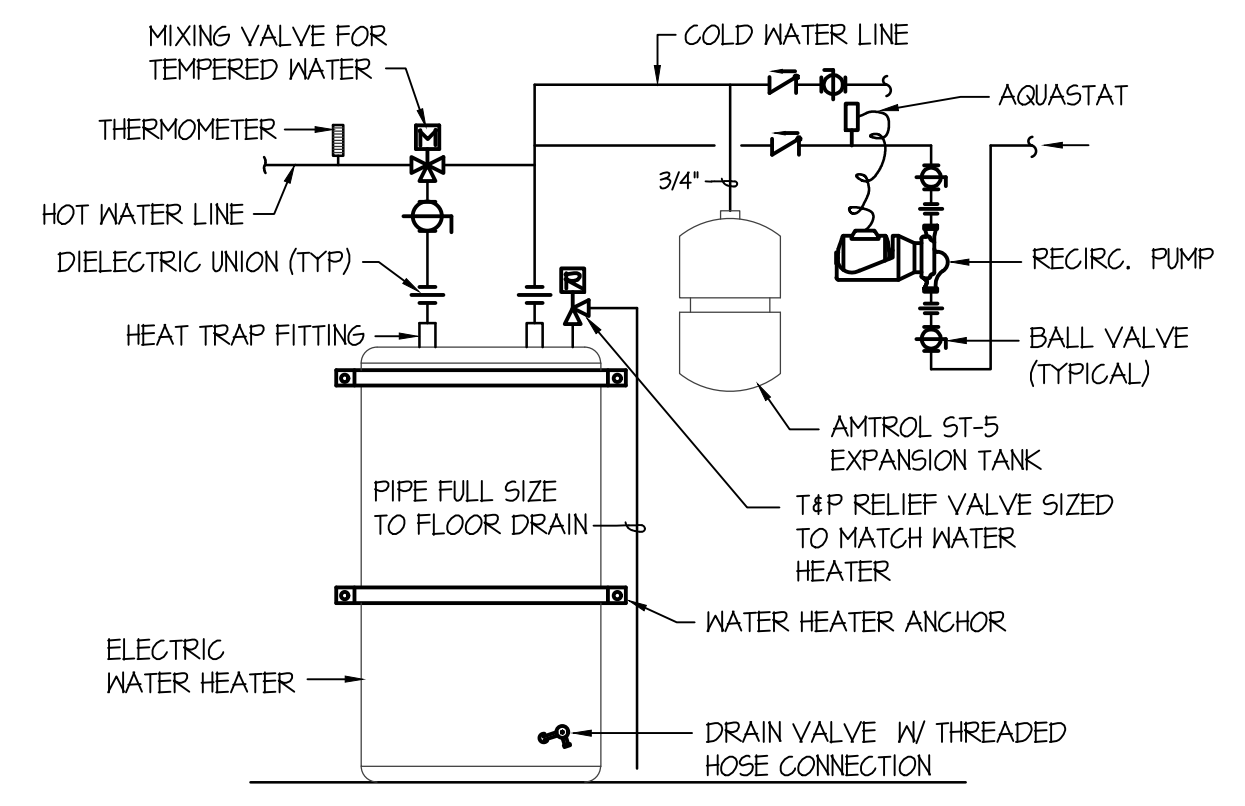 MIXING VALVE FOR
TEMPERED WATER
COLD WATER LINE
AQUASTAT
THERMOMETER
M
3/4"
HOT WATER LINE
DIELECTRIC UNION (TYP)
RECIRC. PUMP
R
HEAT TRAP FITTING
BALL VALVE
(TYPICAL)
AMTROL ST-5
EXPANSION TANK
PIPE FULL SIZE
TO FLOOR DRAIN
T&P RELIEF VALVE SIZED
TO MATCH WATER
HEATER
WATER HEATER ANCHOR
ELECTRIC
WATER HEATER
DRAIN VALVE W/ THREADED
HOSE CONNECTION